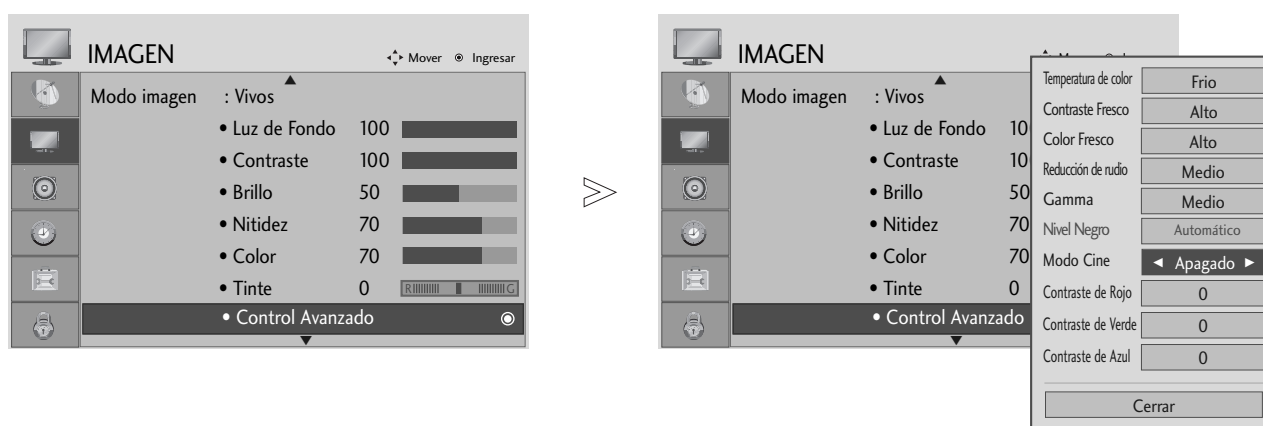 IMAGEN
Mover Ingresar
Modo imagen : Vivos
• Luz de Fondo 100
• Contraste 100
• Brillo 50
• Nitidez 70
• Color 70
• Tinte 0 R G
• Control Avanzado
IMAGEN
Modo imagen : Vivos
• Luz de Fondo 10
• Contraste 10
• Brillo 50
• Nitidez 70
• Color 70
• Tinte 0
• Control Avanzado
Temperatura de color Frio
Contraste Fresco Alto
Color Fresco Alto
Reducción de rudio Medio
Gamma Medio
Nivel Negro Automático
Modo Cine ◄ Apagado ►
Contraste de Rojo 0
Contraste de Verde 0
Contraste de Azul 0
Cerrar